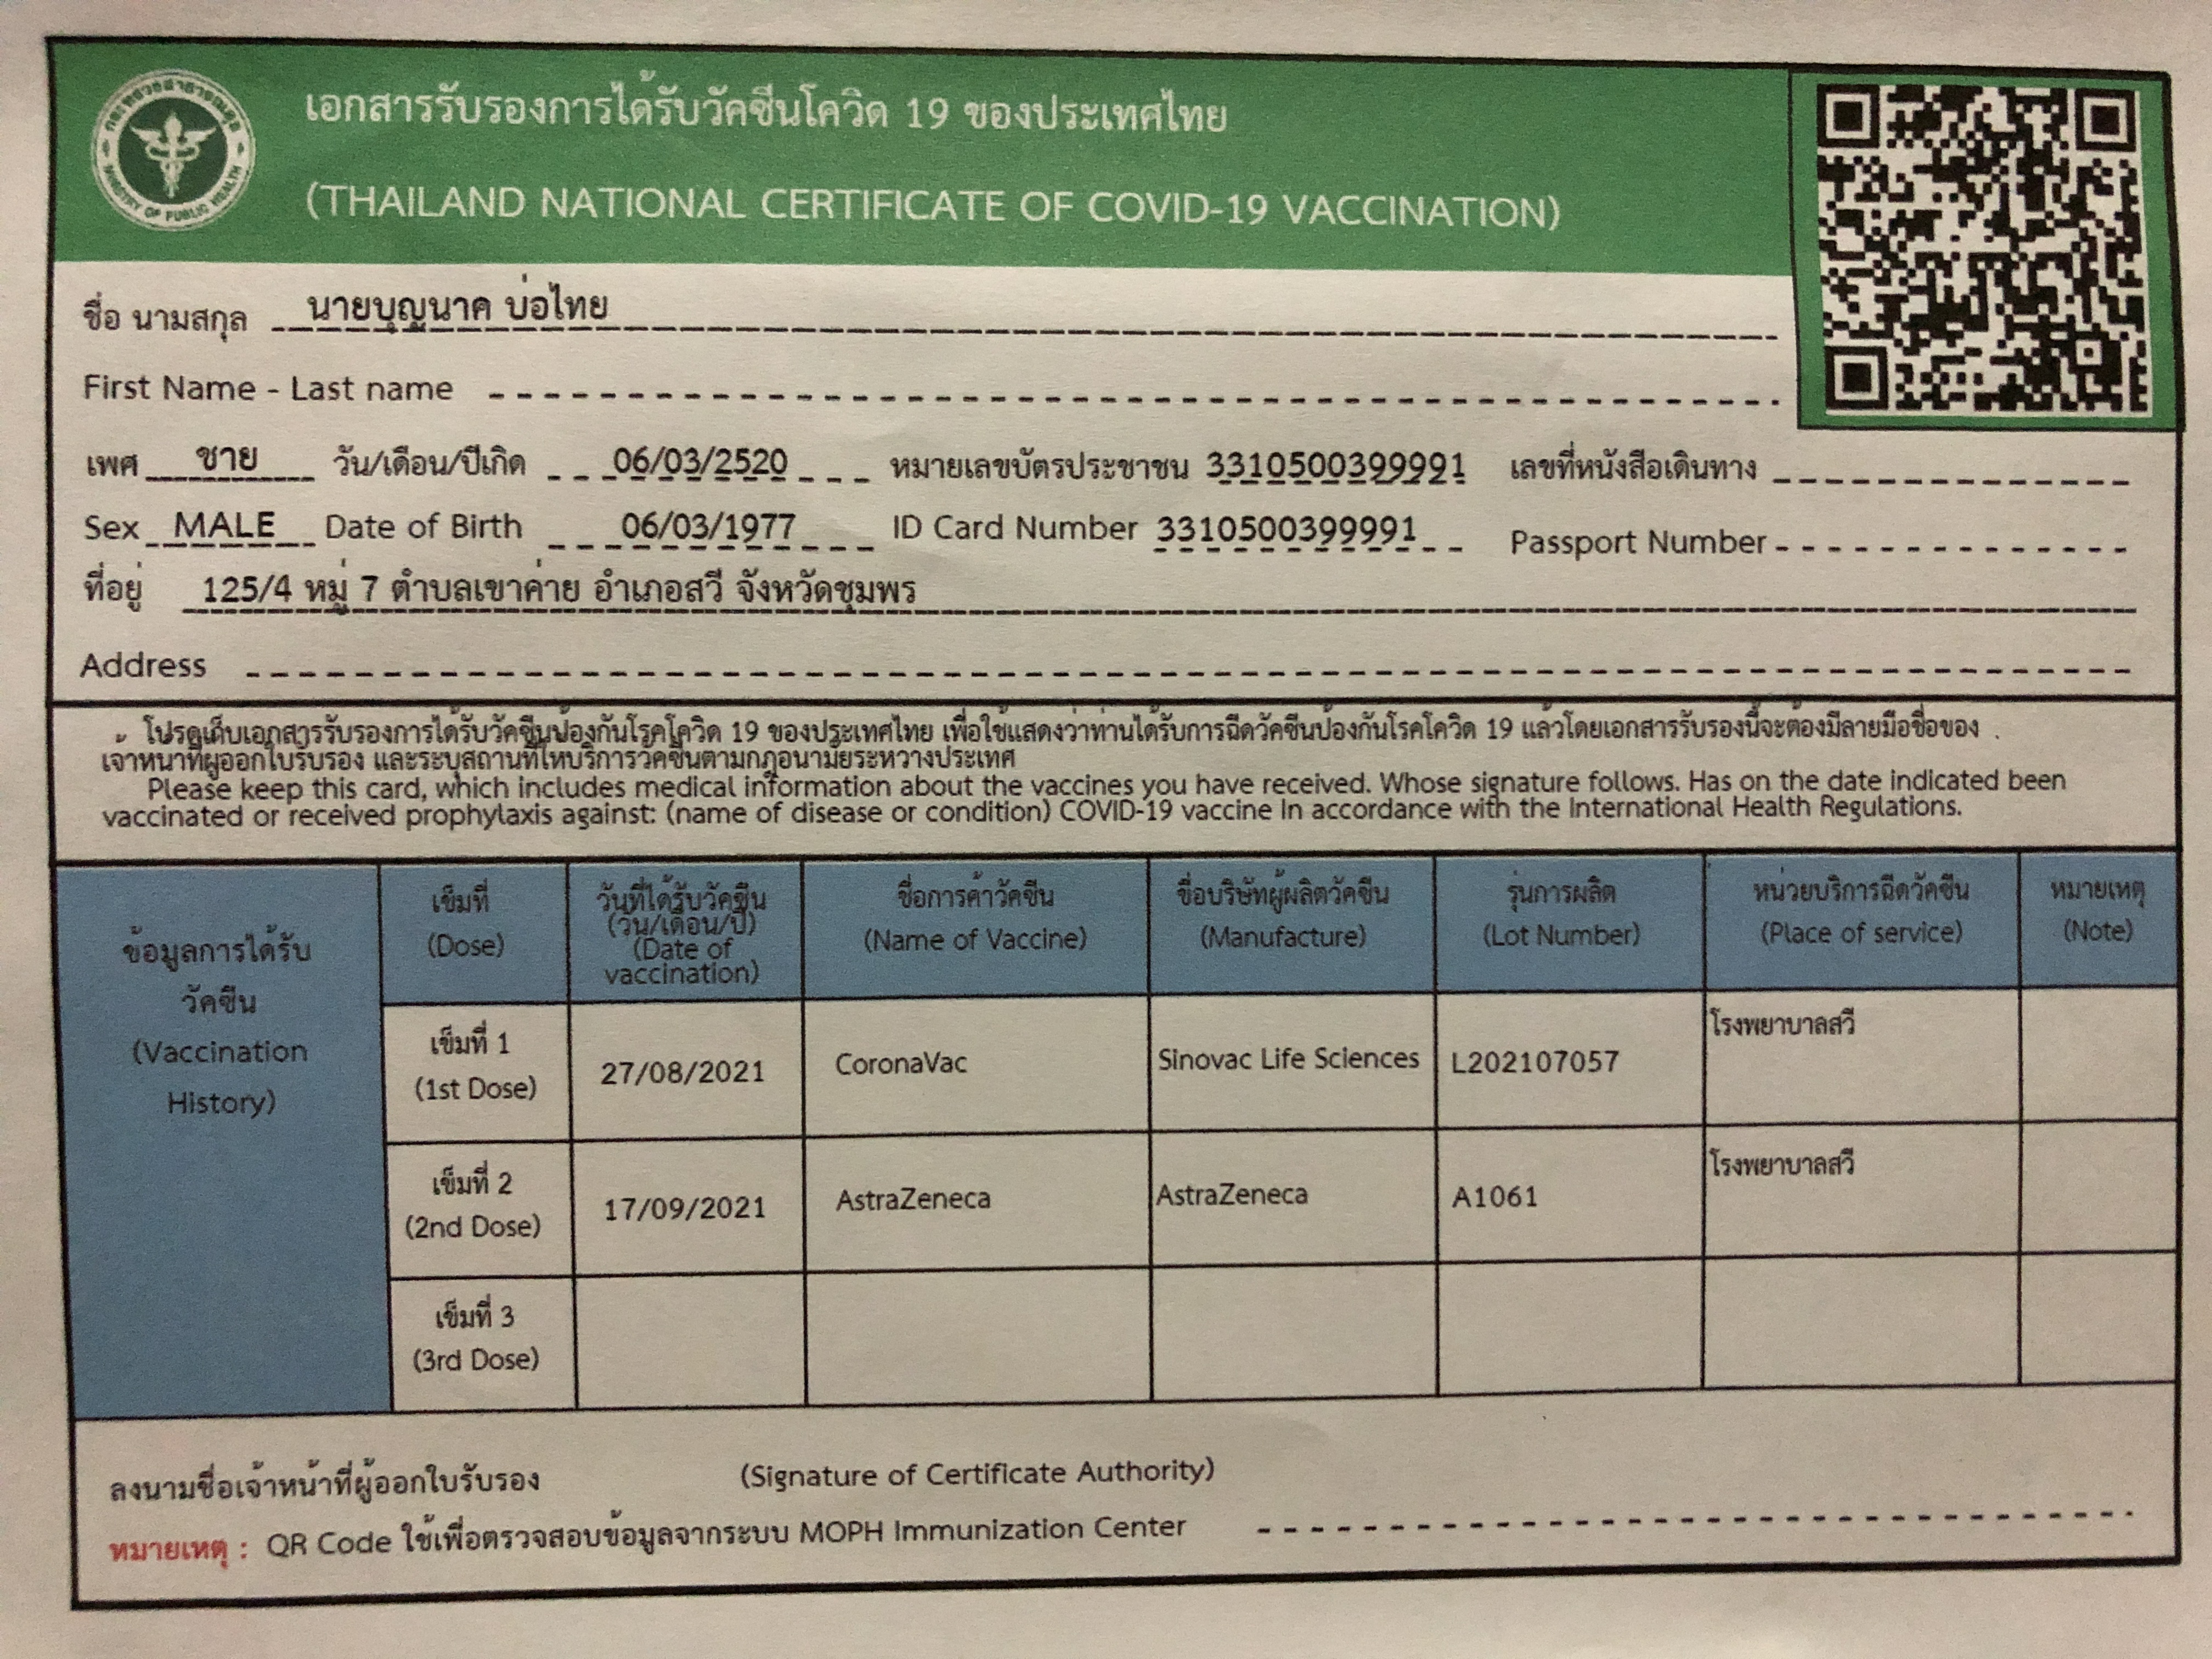 เอกสารรับรองการได้รับวัคซีนโควิด 19 ของประเทศไทย
(THAILAND NATIONAL CERTIFICATE OF COVID-19 VACCINATION)
MINISTRY OF PUBLIC HEALTH
ชื่อ นามสกุล นายบุญนาค บ่อไทย
First Name - Last name
เพศ ชาย วัน/เดือน/ปีเกิด 06/03/2520 หมายเลขบัตรประชาชน 3310500399991 เลขที่หนังสือเดินทาง
Sex MALE Date of Birth 06/03/1977 ID Card Number 3310500399991 Passport Number
ที่อยู่ 125/4 หมู่ 7 ตำบลเขาค่าย อำเภอสวี จังหวัดชุมพร
Address
โปรดเก็บเอกสารรับรองการได้รับวัคซีนป้องกันโรคโควิด 19 ของประเทศไทย เพื่อใช้แสดงว่าท่านได้รับการฉีดวัคซีนป้องกันโรคโควิด 19 แล้วโดยเอกสารรับรองนี้จะต้องมีลายมือชื่อของ
เจ้าหน้าที่ผู้ออกใบรับรอง และระบุสถานที่ให้บริการวัคซีนตามกฎอนามัยระหว่างประเทศ
Please keep this card, which includes medical information about the vaccines you have received. Whose signature follows. Has on the date indicated been
vaccinated or received prophylaxis against: (name of disease or condition) COVID-19 vaccine In accordance with the International Health Regulations.
ข้อมูลการได้รับ
วัคซีน
(Vaccination
History)
เข็มที่
(Dose)
วันที่ได้รับวัคซีน
(วัน/เดือน/ปี)
(Date of
vaccination)
ชื่อการค้าวัคซีน
(Name of Vaccine)
ชื่อบริษัทผู้ผลิตวัคซีน
(Manufacture)
รุ่นการผลิต
(Lot Number)
หน่วยบริการฉีดวัคซีน
(Place of service)
หมายเหตุ
(Note)
เข็มที่ 1
(1st Dose)
27/08/2021
CoronaVac
Sinovac Life Sciences
L202107057
โรงพยาบาลสวี
เข็มที่ 2
(2nd Dose)
17/09/2021
AstraZeneca
AstraZeneca
A1061
โรงพยาบาลสวี
เข็มที่ 3
(3rd Dose)
ลงนามชื่อเจ้าหน้าที่ผู้ออกใบรับรอง (Signature of Certificate Authority)
หมายเหตุ : QR Code ใช้เพื่อตรวจสอบข้อมูลจากระบบ MOPH Immunization Center